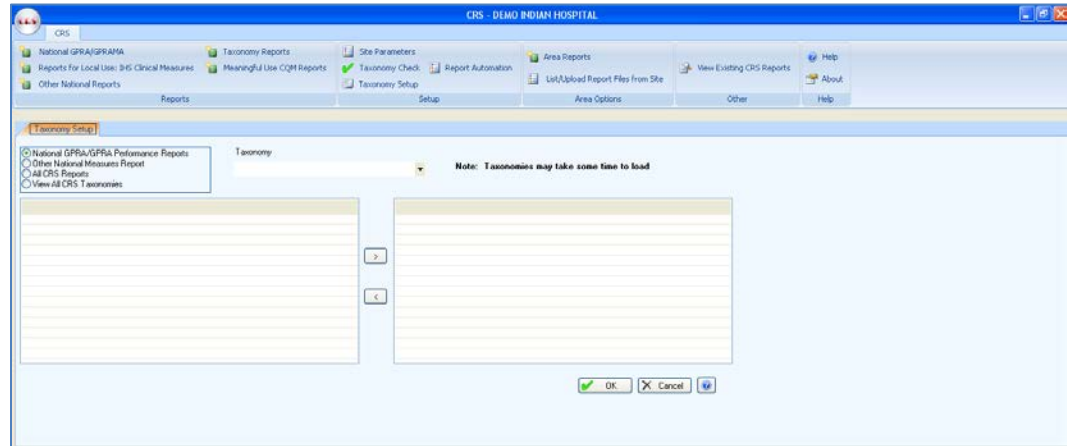 CRS - DEMO INDIAN HOSPITAL
CRS
National GPRA/GPRAMA
Reports for Local Use: IHS Clinical Measures
Other National Reports
Taxonomy Reports
Meaningful Use CQM Reports
Reports
Site Parameters
Taxonomy Check
Taxonomy Setup
Report Automation
Setup
Area Reports
List/Upload Report Files from Site
Area Options
View Existing CRS Reports
Other
Help
About
Help
Taxonomy Setup
National GPRA/GPRA Performance Reports
Other National Measures Report
All CRS Reports
View All CRS Taxonomies
Taxonomy
Note: Taxonomies may take some time to load
>
<
OK
Cancel